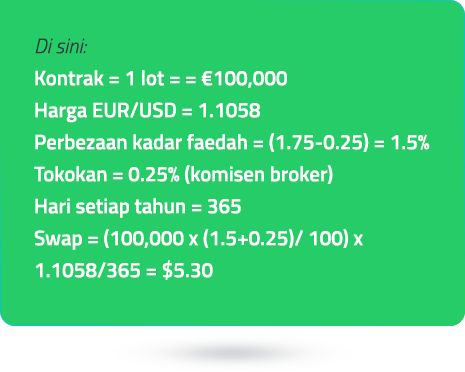 Di sini:
Kontrak = 1 lot = = €100,000
Harga EUR/USD = 1.1058
Perbezaan kadar faedah = (1.75-0.25) = 1.5%
Tokokan = 0.25% (komisen broker)
Hari setiap tahun = 365
Swap = (100,000 x (1.5+0.25)/ 100) x
1.1058/365 = $5.30